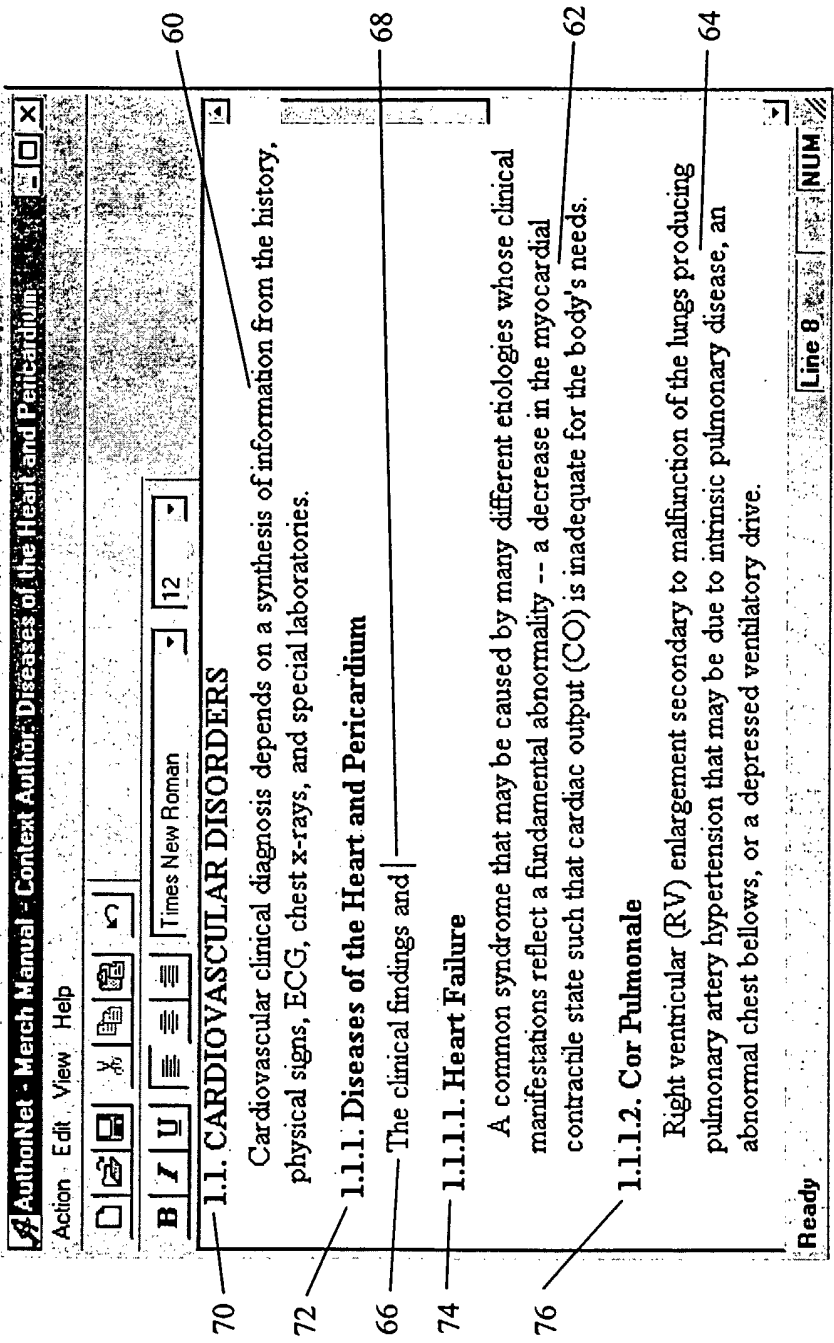 AuthorNet - Merch Manual - Context Author: Diseases of the Heart and Pericardium
Action Edit View Help
B I U Times New Roman 12
70 1.1. CARDIOVASCULAR DISORDERS
Cardiovascular clinical diagnosis depends on a synthesis of information from the history, 60
physical signs, ECG, chest x-rays, and special laboratories.
72 1.1.1. Diseases of the Heart and Pericardium
66 The clinical findings and 68
74 1.1.1.1. Heart Failure
A common syndrome that may be caused by many different etiologies whose clinical
manifestations reflect a fundamental abnormality -- a decrease in the myocardial 62
contractile state such that cardiac output (CO) is inadequate for the body's needs.
76 1.1.1.2. Cor Pulmonale
Right ventricular (RV) enlargement secondary to malfunction of the lungs producing 64
pulmonary artery hypertension that may be due to intrinsic pulmonary disease, an
abnormal chest bellows, or a depressed ventilatory drive.
Ready Line 8 NUM